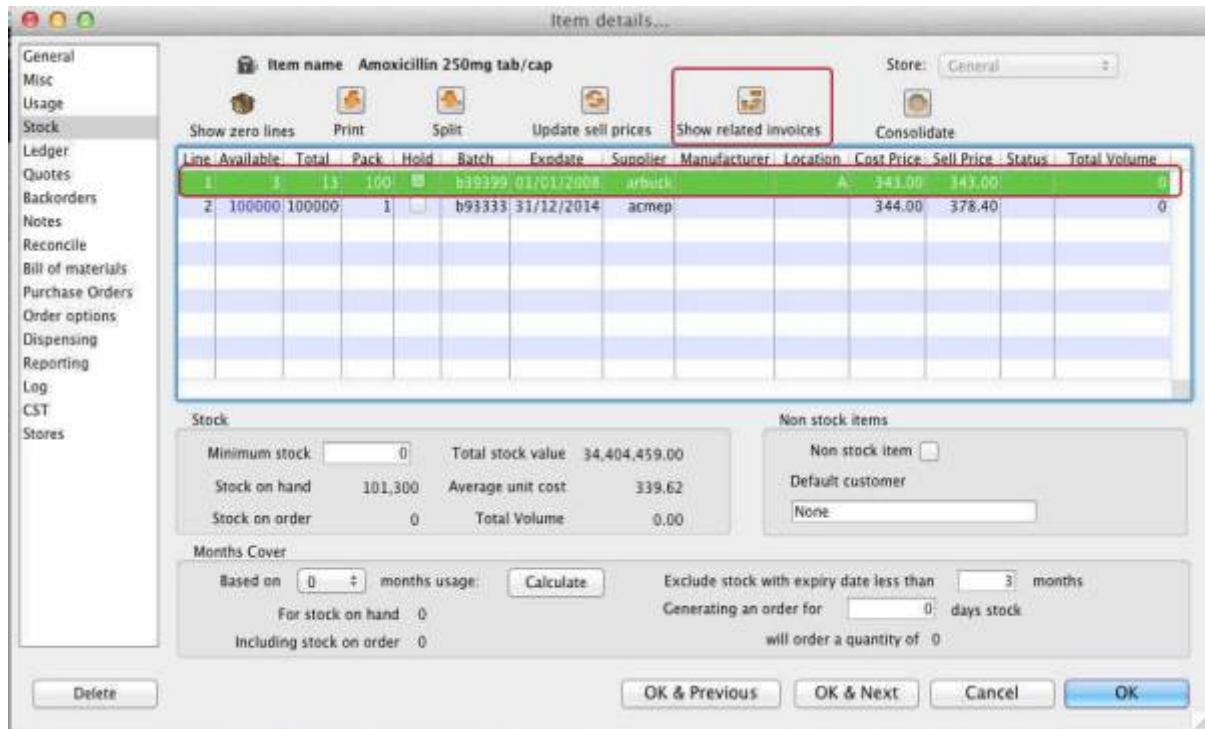 Item details...
General
Misc
Usage
Stock
Ledger
Quotes
Backorders
Notes
Reconcile
Bill of materials
Purchase Orders
Order options
Dispensing
Reporting
Log
CST
Stores
Item name Amoxicillin 250mg tab/cap
Store: General
Show zero lines Print Split Update sell prices Show related invoices Consolidate
Line Available Total Pack Hold Batch Expdate Supplier Manufacturer Location Cost Price Sell Price Status Total Volume
1 3 13 100 b39399 01/01/2008 arbuck A 343.00 343.00 0
2 100000 100000 1 b93333 31/12/2014 acmep 344.00 378.40 0
Stock
Minimum stock 0 Total stock value 34,404,459.00
Stock on hand 101,300 Average unit cost 339.62
Stock on order 0 Total Volume 0.00
Non stock items
Non stock item
Default customer
None
Months Cover
Based on 0 months usage: Calculate Exclude stock with expiry date less than 3 months
For stock on hand 0 Generating an order for 0 days stock
Including stock on order 0 will order a quantity of 0
Delete OK & Previous OK & Next Cancel OK